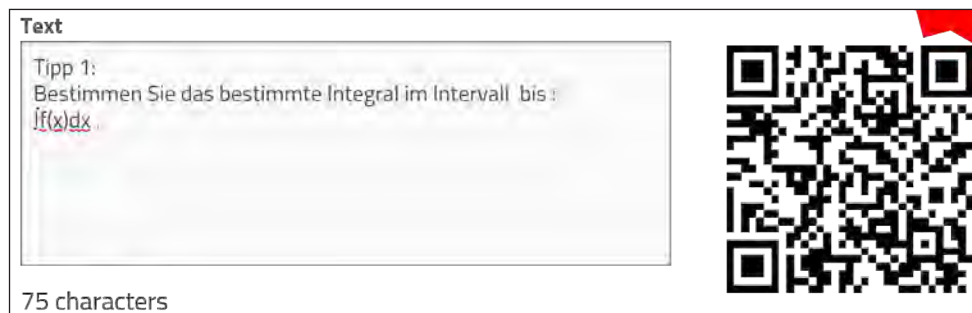 Text
Tipp 1:
Bestimmen Sie das bestimmte Integral im Intervall  bis :
∫f(x)dx .
75 characters